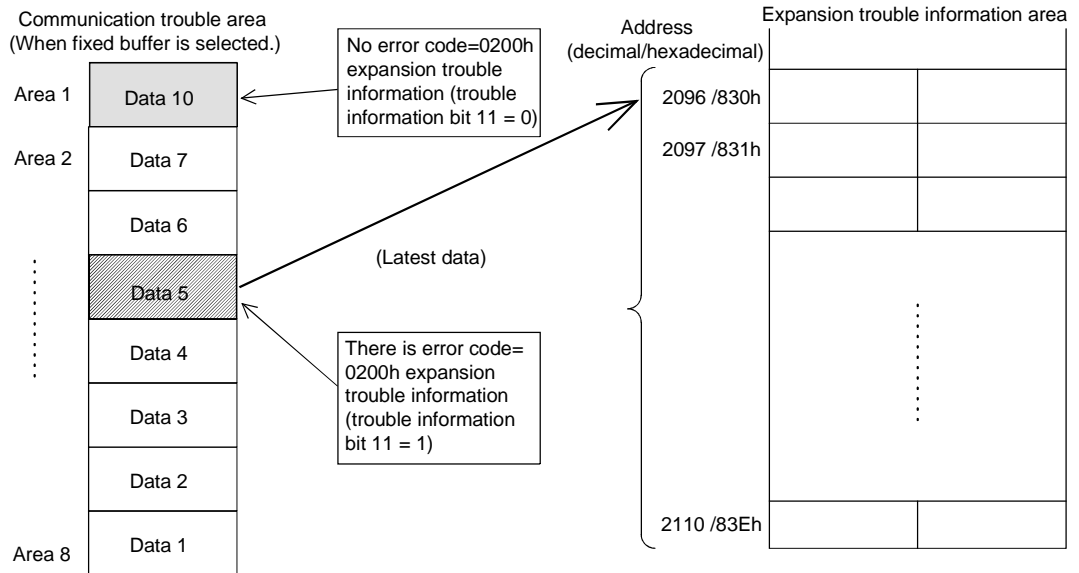 Communication trouble area
(When fixed buffer is selected.)
Area 1
Data 10
Area 2
Data 7
Data 6
Data 5
Data 4
Data 3
Data 2
Area 8
Data 1
No error code=0200h
expansion trouble
information (trouble
information bit 11 = 0)
(Latest data)
There is error code=
0200h expansion
trouble information
(trouble information
bit 11 = 1)
Address
(decimal/hexadecimal)
Expansion trouble information area
2096 /830h
2097 /831h
2110 /83Eh